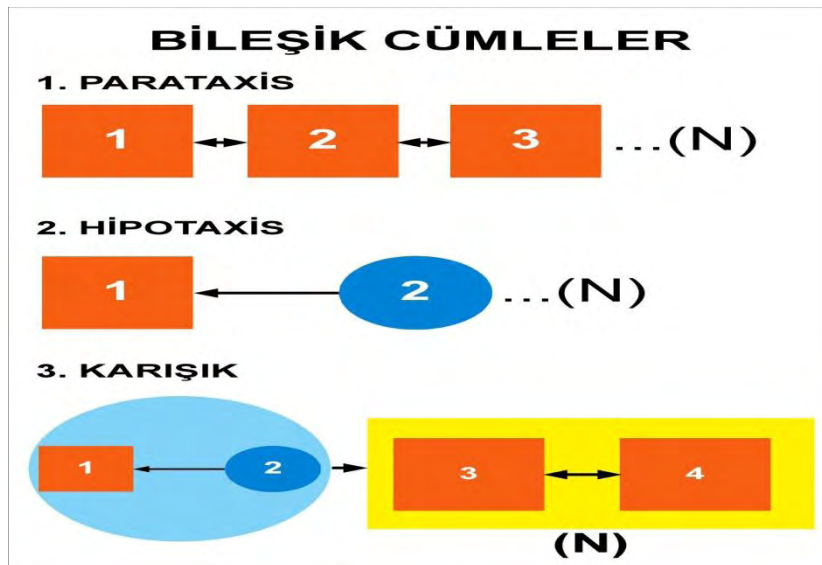 BİLEŞİK CÜMLELER
1. PARATAXİS
1 2 3 ...(N)
2. HİPOTAXİS
1 2 ...(N)
3. KARIŞIK
1 2 3 4
(N)